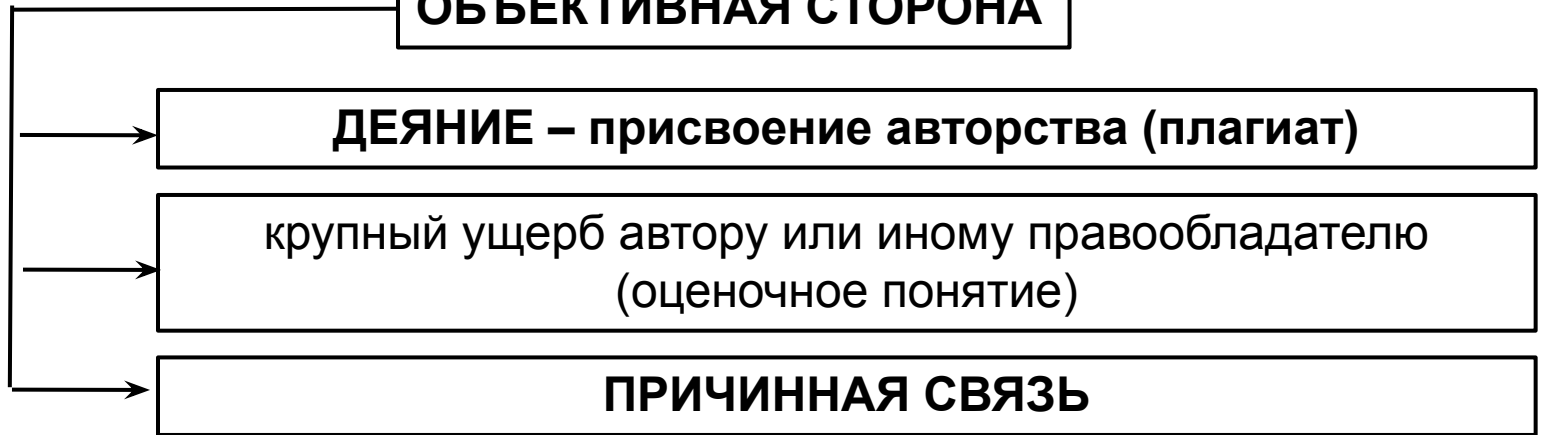 ОБЪЕКТИВНАЯ СТОРОНА
ДЕЯНИЕ – присвоение авторства (плагиат)
крупный ущерб автору или иному правообладателю
(оценочное понятие)
ПРИЧИННАЯ СВЯЗЬ